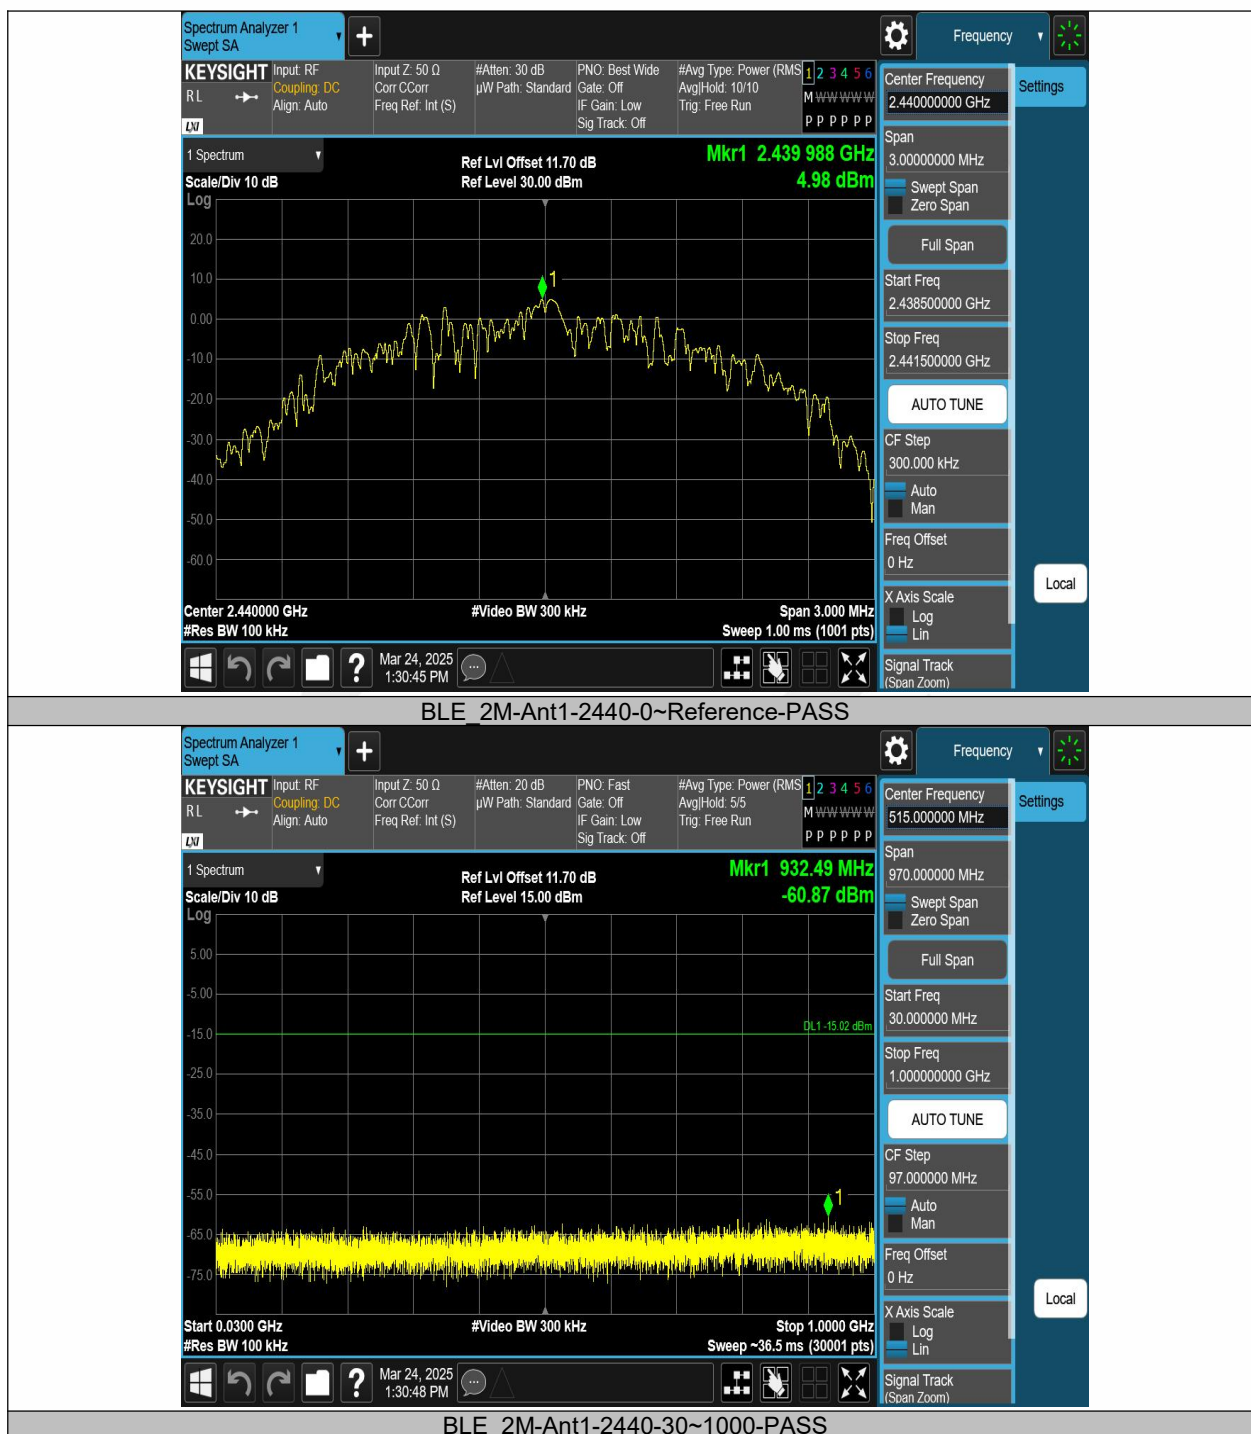 Spectrum Analyzer 1
Swept SA
+
Frequency
KEYSIGHT
RL
LXI
Input: RF
Coupling: DC
Align: Auto
Input Z: 50 Ω
Corr CCorr
Freq Ref: Int (S)
#Atten: 30 dB
µW Path: Standard
PNO: Best Wide
Gate: Off
IF Gain: Low
Sig Track: Off
#Avg Type: Power (RMS
Avg|Hold: 10/10
Trig: Free Run
1 2 3 4 5 6
M W W W W W
P P P P P P
Center Frequency
2.440000000 GHz
Settings
Span
3.00000000 MHz
Swept Span
Zero Span
Full Span
Start Freq
2.438500000 GHz
Stop Freq
2.441500000 GHz
AUTO TUNE
CF Step
300.000 kHz
Auto
Man
Freq Offset
0 Hz
X Axis Scale
Log
Lin
Signal Track
(Span Zoom)
Local
1 Spectrum
Scale/Div 10 dB
Log
Ref Lvl Offset 11.70 dB
Ref Level 30.00 dBm
Mkr1 2.439 988 GHz
4.98 dBm
1
20.0
10.0
0.00
-10.0
-20.0
-30.0
-40.0
-50.0
-60.0
Center 2.440000 GHz
#Res BW 100 kHz
#Video BW 300 kHz
Span 3.000 MHz
Sweep 1.00 ms (1001 pts)
?
Mar 24, 2025
1:30:45 PM
BLE_2M-Ant1-2440-0~Reference-PASS
Spectrum Analyzer 1
Swept SA
+
Frequency
KEYSIGHT
RL
LXI
Input: RF
Coupling: DC
Align: Auto
Input Z: 50 Ω
Corr CCorr
Freq Ref: Int (S)
#Atten: 20 dB
µW Path: Standard
PNO: Fast
Gate: Off
IF Gain: Low
Sig Track: Off
#Avg Type: Power (RMS
Avg|Hold: 5/5
Trig: Free Run
1 2 3 4 5 6
M W W W W W
P P P P P P
Center Frequency
515.000000 MHz
Settings
Span
970.000000 MHz
Swept Span
Zero Span
Full Span
Start Freq
30.000000 MHz
Stop Freq
1.000000000 GHz
AUTO TUNE
CF Step
97.000000 MHz
Auto
Man
Freq Offset
0 Hz
X Axis Scale
Log
Lin
Signal Track
(Span Zoom)
Local
1 Spectrum
Scale/Div 10 dB
Log
Ref Lvl Offset 11.70 dB
Ref Level 15.00 dBm
Mkr1 932.49 MHz
-60.87 dBm
5.00
-5.00
DL1 -15.02 dBm
-15.0
-25.0
-35.0
-45.0
-55.0
1
-65.0
-75.0
Start 0.0300 GHz
#Res BW 100 kHz
#Video BW 300 kHz
Stop 1.0000 GHz
Sweep ~36.5 ms (30001 pts)
?
Mar 24, 2025
1:30:48 PM
BLE_2M-Ant1-2440-30~1000-PASS